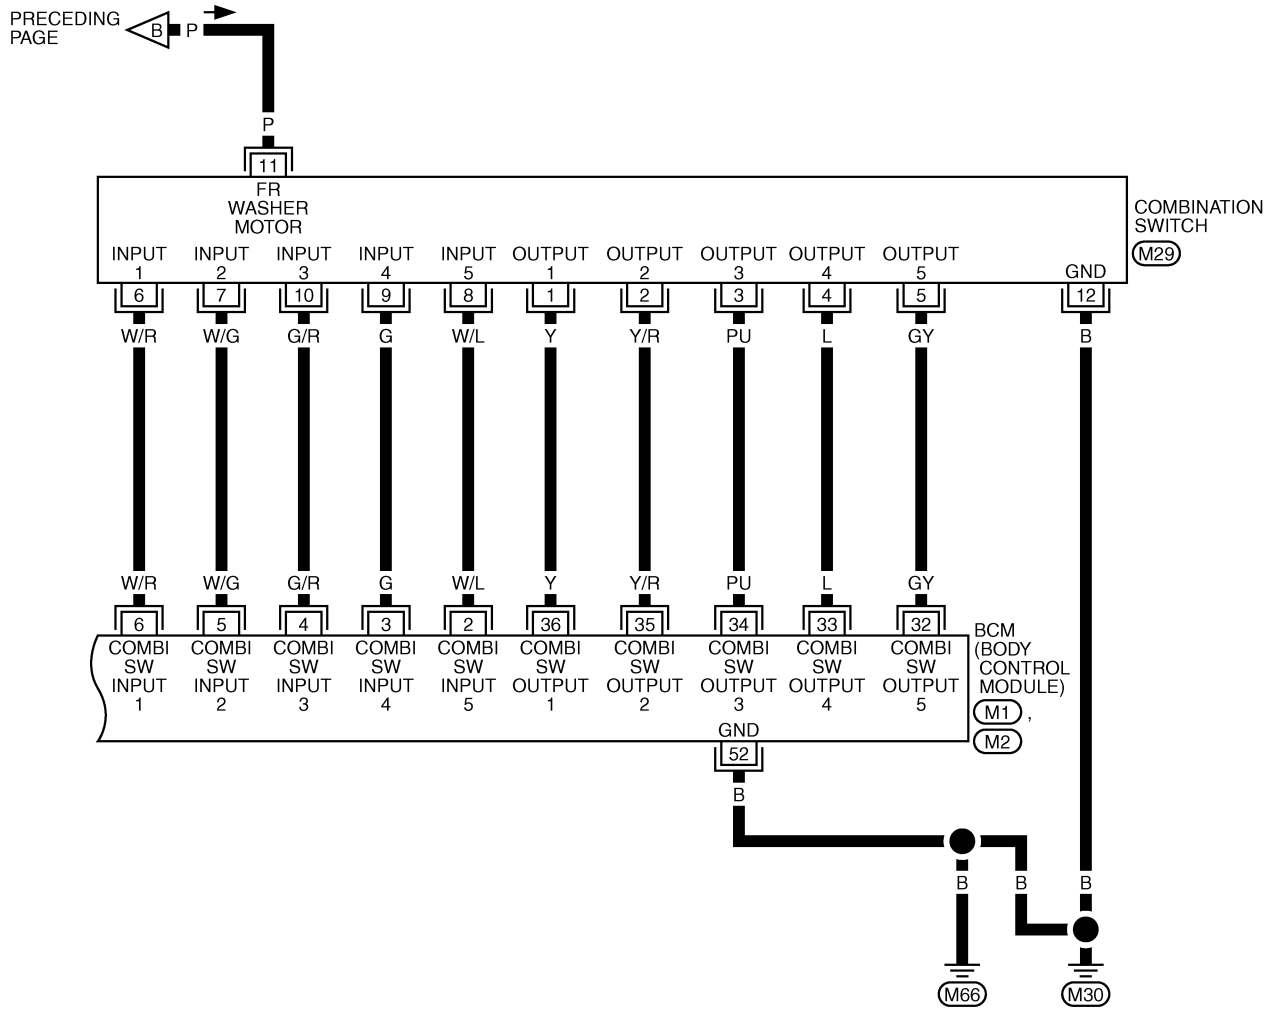 PRECEDING
PAGE
B P
P
11
FR
WASHER
MOTOR
COMBINATION
SWITCH
M29
INPUT INPUT INPUT INPUT INPUT OUTPUT OUTPUT OUTPUT OUTPUT OUTPUT
1 2 3 4 5 1 2 3 4 5 GND
6 7 10 9 8 1 2 3 4 5 12
W/R W/G G/R G W/L Y Y/R PU L GY B
W/R W/G G/R G W/L Y Y/R PU L GY
6 5 4 3 2 36 35 34 33 32
COMBI COMBI COMBI COMBI COMBI COMBI COMBI COMBI COMBI COMBI
SW SW SW SW SW SW SW SW SW SW
INPUT INPUT INPUT INPUT INPUT OUTPUT OUTPUT OUTPUT OUTPUT OUTPUT
1 2 3 4 5 1 2 3 4 5
BCM
(BODY
CONTROL
MODULE)
M1 ,
M2
GND
52
B
B B B
M66 M30